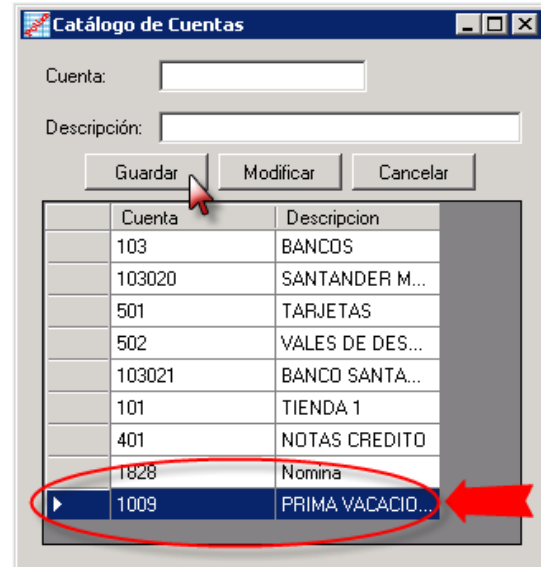 Catálogo de Cuentas
Cuenta:
Descripción:
Guardar Modificar Cancelar
Cuenta Descripcion
103 BANCOS
103020 SANTANDER M...
501 TARJETAS
502 VALES DE DES...
103021 BANCO SANTA...
101 TIENDA 1
401 NOTAS CREDITO
1828 Nomina
1009 PRIMA VACACIO...